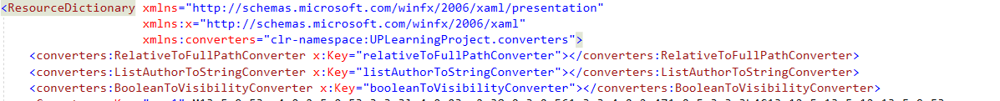 <ResourceDictionary xmlns="http://schemas.microsoft.com/winfx/2006/xaml/presentation"
xmlns:x="http://schemas.microsoft.com/winfx/2006/xaml"
xmlns:converters="clr-namespace:UPLearningProject.converters">
<converters:RelativeToFullPathConverter x:Key="relativeToFullPathConverter"></converters:RelativeToFullPathConverter>
<converters:ListAuthorToStringConverter x:Key="listAuthorToStringConverter"></converters:ListAuthorToStringConverter>
<converters:BooleanToVisibilityConverter x:Key="booleanToVisibilityConverter"></converters:BooleanToVisibilityConverter>